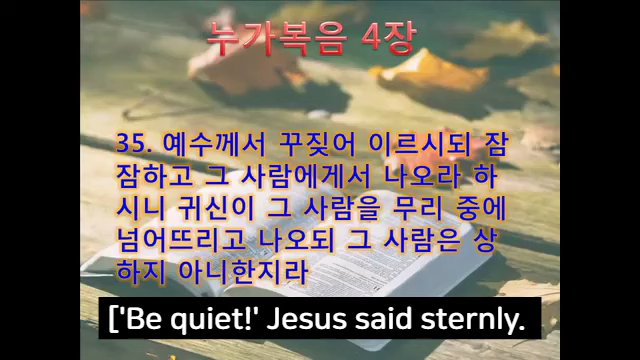 누가복음 4장
35. 예수께서 꾸짖어 이르시되 잠
잠하고 그 사람에게서 나오라 하
시니 귀신이 그 사람을 무리 중에
넘어뜨리고 나오되 그 사람은 상
하지 아니한지라
['Be quiet!' Jesus said sternly.